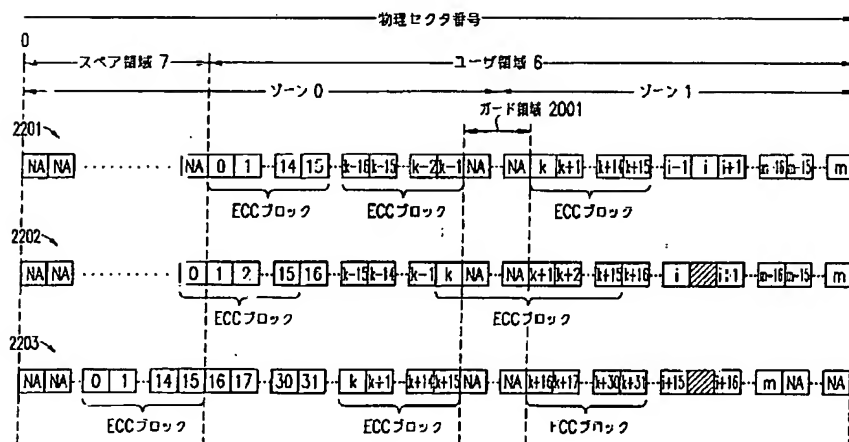 物理セクタ番号
0
スペア領域 7 ユーザ領域 6
ゾーン 0 ゾーン 1
ガード領域 2001
2201
NA NA ········· NA 0 1 ··· 14 15 ··· k-16 k-15 ··· k-2 k-1 NA ··· NA k k+1 ··· k+14 k+15 ··· i-1 i i+1 ··· m-16 m-15 ··· m
ECCブロック ECCブロック ECCブロック
2202
NA NA ········· 0 1 2 ··· 15 16 ··· k-15 k-14 ··· k-1 k NA ··· NA k+1 k+2 ··· k+15 k+16 ··· i i+1 ··· m-16 m-15 ··· m
ECCブロック ECCブロック
2203
NA NA ··· 0 1 ··· 14 15 16 17 ··· 30 31 ··· k k+1 ··· k+14 k+15 NA ··· NA k+16 k+17 ··· k+30 k+31 ··· i+15 i+16 ··· m NA ··· NA
ECCブロック ECCブロック ECCブロック